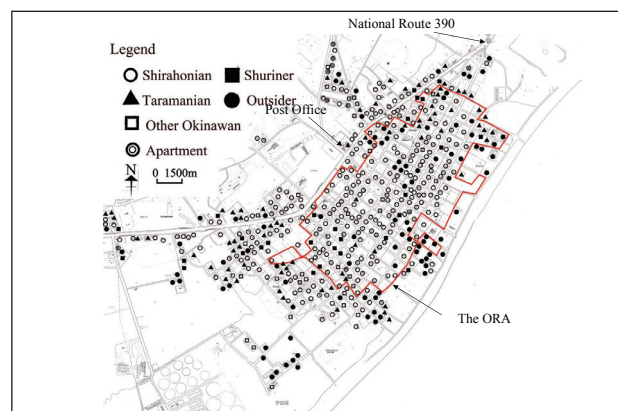 National Route 390
Legend
Shirahonian
Shuriner
Taramanian
Outsider
Post Office
Other Okinawan
Apartment
N
0 1500m
The ORA